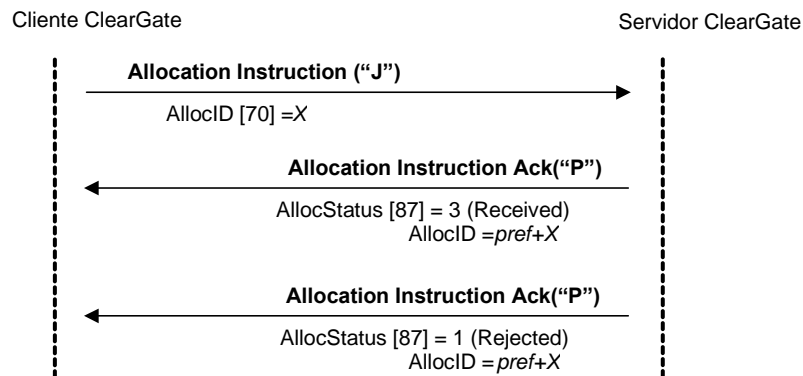 Cliente ClearGate
Servidor ClearGate
Allocation Instruction (“J”)
AllocID [70] =X
Allocation Instruction Ack(“P”)
AllocStatus [87] = 3 (Received)
AllocID =pref+X
Allocation Instruction Ack(“P”)
AllocStatus [87] = 1 (Rejected)
AllocID =pref+X